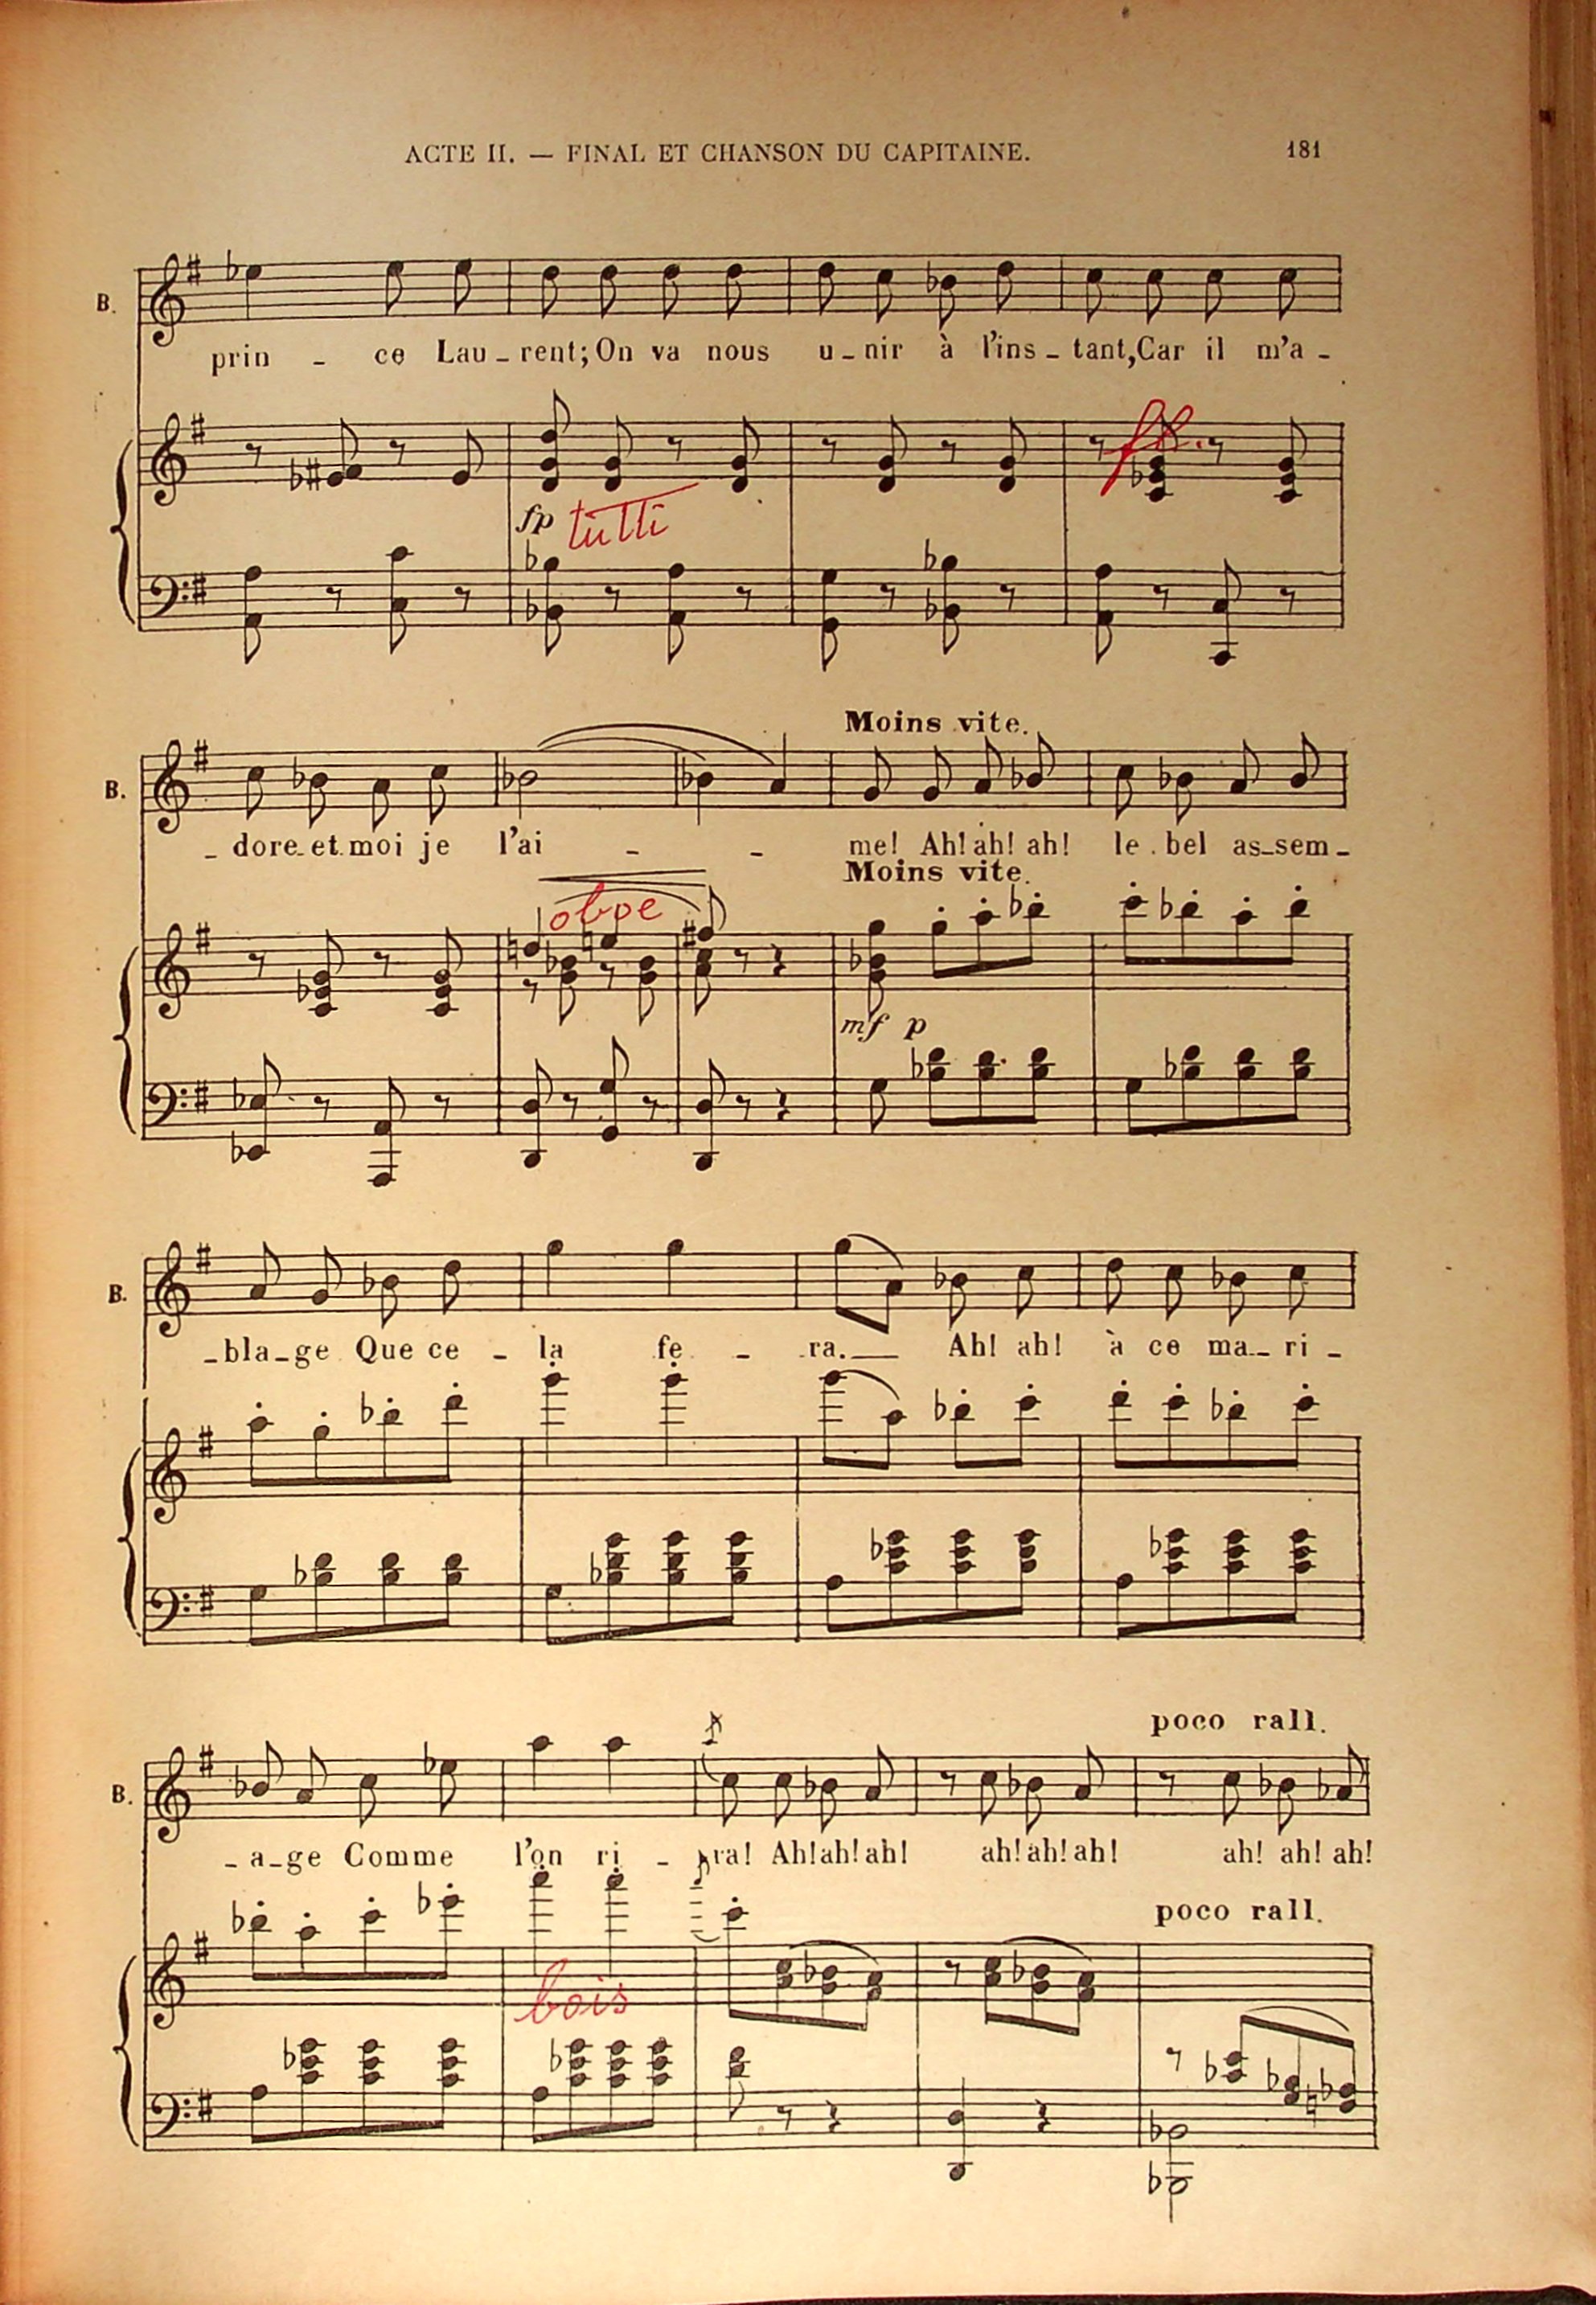 ACTE II. — FINAL ET CHANSON DU CAPITAINE. 181
B.
prin - ce Lau - rent; On va nous u - nir à l'ins - tant, Car il m'a -
ff.
fp tutti
Moins vite.
B.
- dore et moi je l'ai - - me! Ah! ah! ah! le bel as - sem -
Moins vite.
oboe
mf p
B.
- bla - ge Que ce - la fe - ra. Ah! ah! à ce ma - ri -
poco rall.
B.
- a - ge Comme l'on ri - ra! Ah! ah! ah! ah! ah! ah! ah! ah! ah!
poco rall.
bois